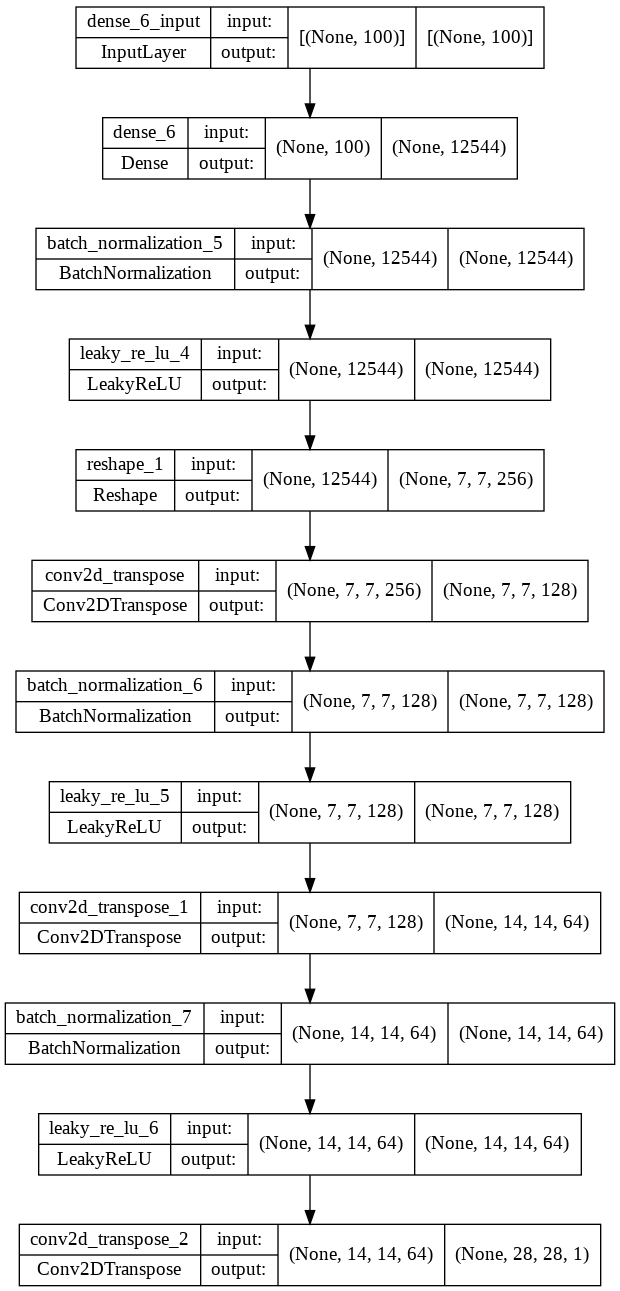 dense_6_input input: [(None, 100)] [(None, 100)]
InputLayer output:
dense_6 input: (None, 100) (None, 12544)
Dense output:
batch_normalization_5 input: (None, 12544) (None, 12544)
BatchNormalization output:
leaky_re_lu_4 input: (None, 12544) (None, 12544)
LeakyReLU output:
reshape_1 input: (None, 12544) (None, 7, 7, 256)
Reshape output:
conv2d_transpose input: (None, 7, 7, 256) (None, 7, 7, 128)
Conv2DTranspose output:
batch_normalization_6 input: (None, 7, 7, 128) (None, 7, 7, 128)
BatchNormalization output:
leaky_re_lu_5 input: (None, 7, 7, 128) (None, 7, 7, 128)
LeakyReLU output:
conv2d_transpose_1 input: (None, 7, 7, 128) (None, 14, 14, 64)
Conv2DTranspose output:
batch_normalization_7 input: (None, 14, 14, 64) (None, 14, 14, 64)
BatchNormalization output:
leaky_re_lu_6 input: (None, 14, 14, 64) (None, 14, 14, 64)
LeakyReLU output:
conv2d_transpose_2 input: (None, 14, 14, 64) (None, 28, 28, 1)
Conv2DTranspose output: